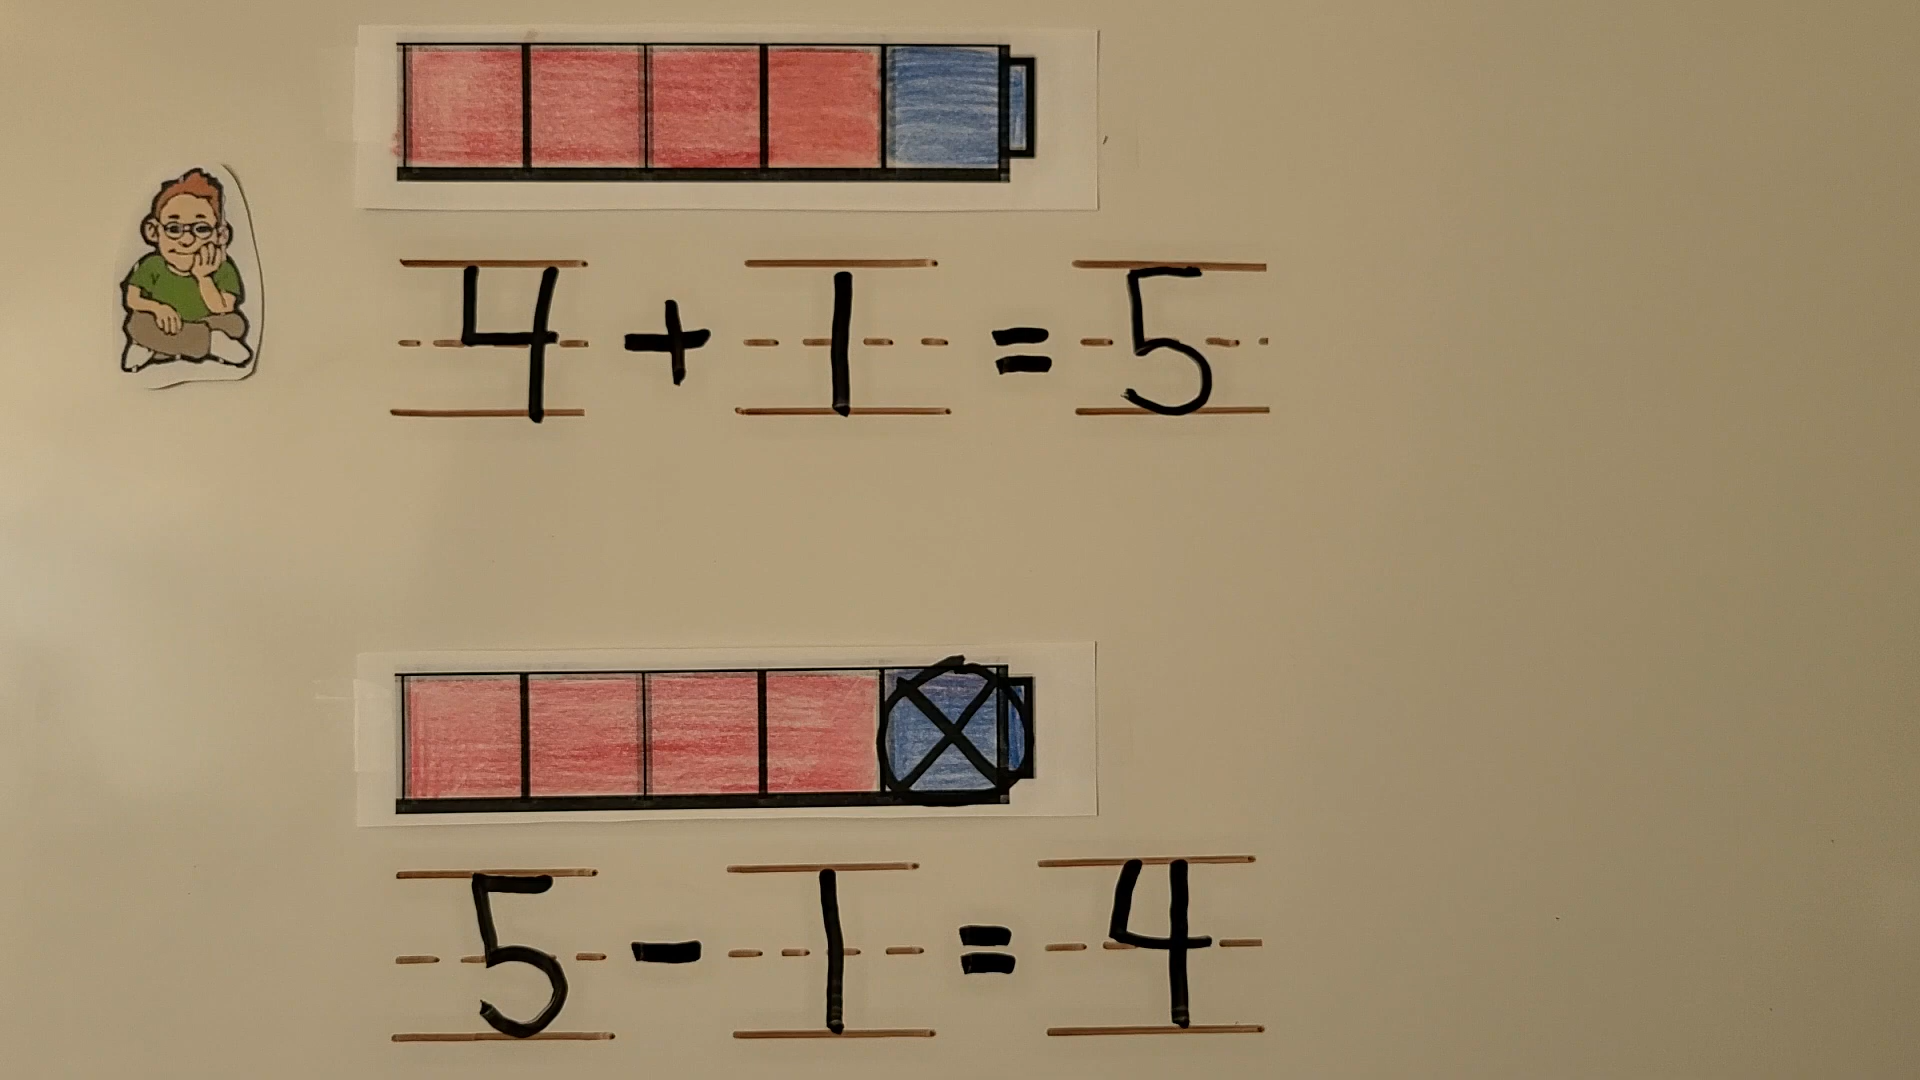 4 + 1 = 5
5 - 1 = 4